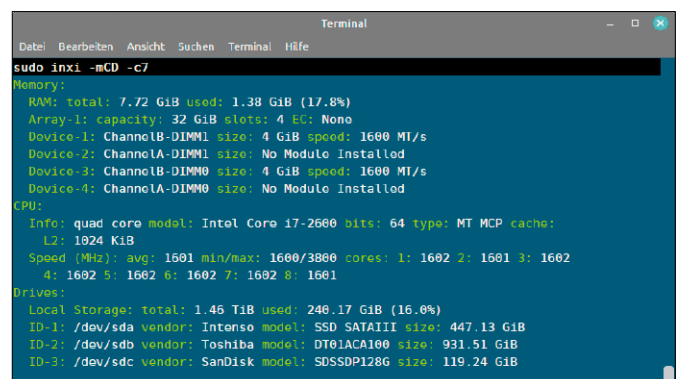 Terminal
Datei Bearbeiten Ansicht Suchen Terminal Hilfe
sudo inxi -mCD -c7
Memory:
RAM: total: 7.72 GiB used: 1.38 GiB (17.8%)
Array-1: capacity: 32 GiB slots: 4 EC: None
Device-1: ChannelB-DIMM1 size: 4 GiB speed: 1600 MT/s
Device-2: ChannelA-DIMM1 size: No Module Installed
Device-3: ChannelB-DIMM0 size: 4 GiB speed: 1600 MT/s
Device-4: ChannelA-DIMM0 size: No Module Installed
CPU:
Info: quad core model: Intel Core i7-2600 bits: 64 type: MT MCP cache:
L2: 1024 KiB
Speed (MHz): avg: 1601 min/max: 1600/3800 cores: 1: 1602 2: 1601 3: 1602
4: 1602 5: 1602 6: 1602 7: 1602 8: 1601
Drives:
Local Storage: total: 1.46 TiB used: 240.17 GiB (16.0%)
ID-1: /dev/sda vendor: Intenso model: SSD SATAIII size: 447.13 GiB
ID-2: /dev/sdb vendor: Toshiba model: DT01ACA100 size: 931.51 GiB
ID-3: /dev/sdc vendor: SanDisk model: SDSSDP128G size: 119.24 GiB